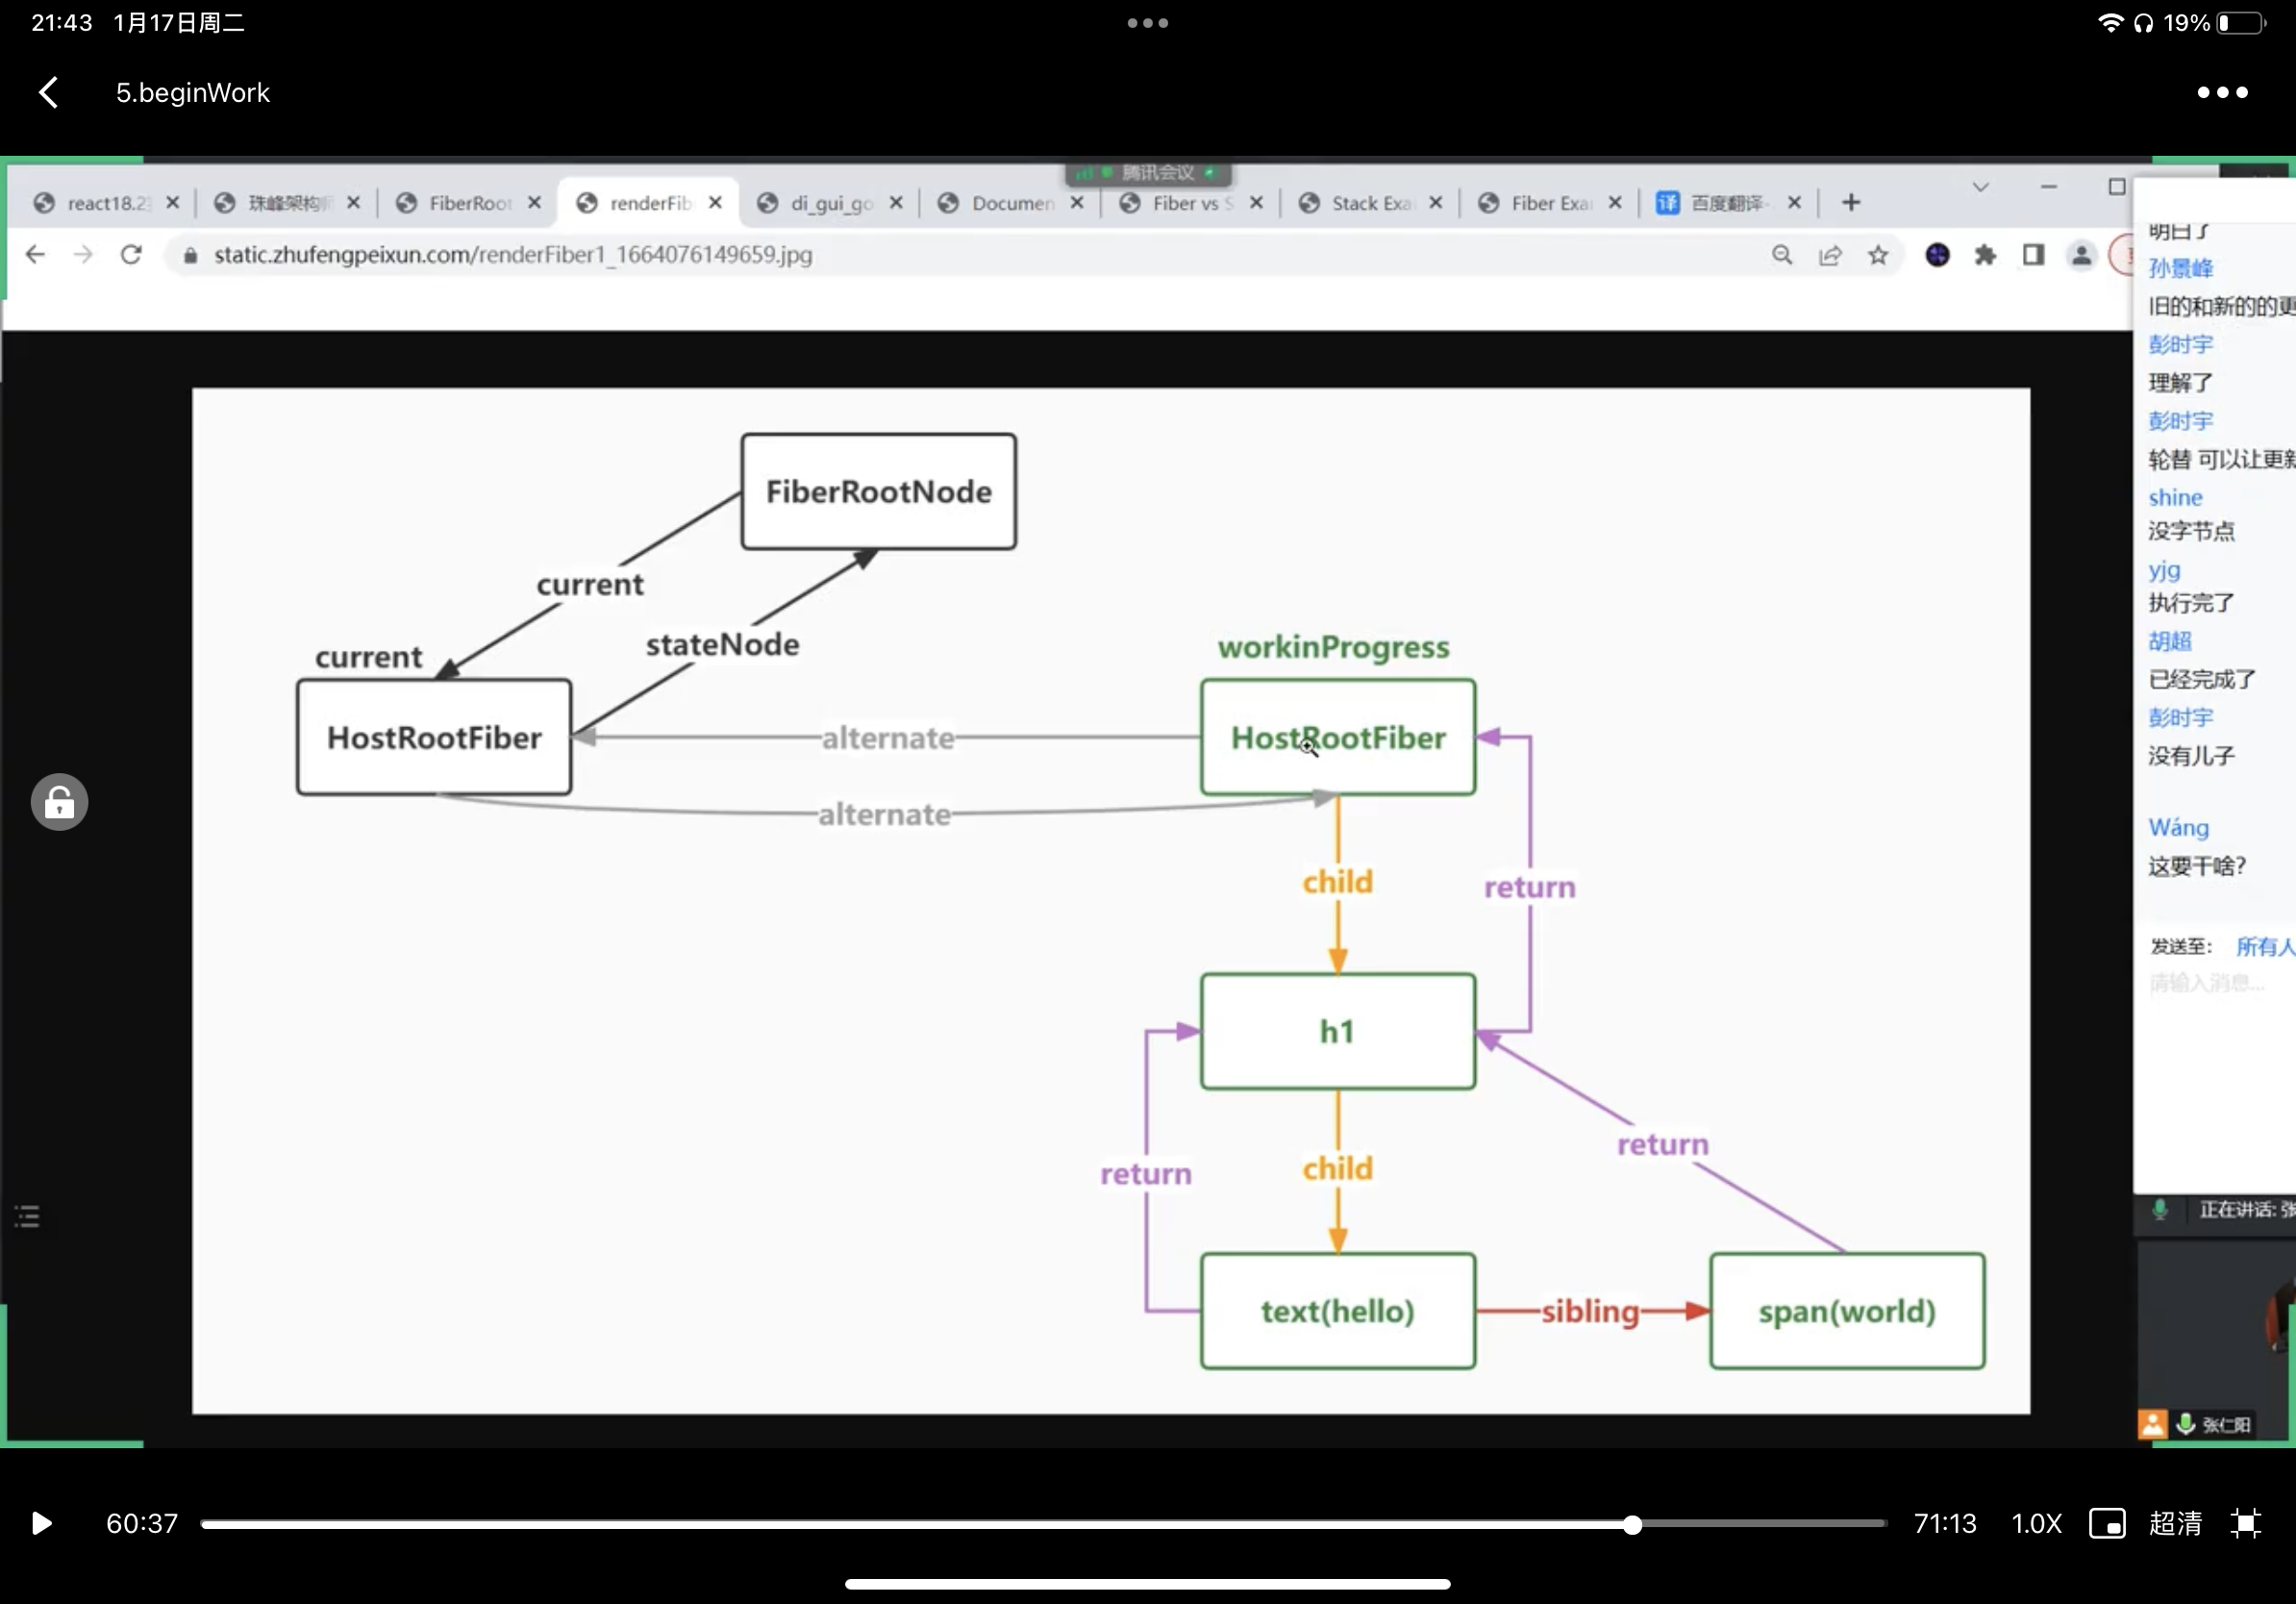 21:43 1月17日周二
19%
5.beginWork
腾讯会议
react18.2
珠峰架构师
FiberRoot
renderFib
di_gui_go
Documen
Fiber vs S
Stack Exa
Fiber Exa
译 百度翻译-
static.zhufengpeixun.com/renderFiber1_1664076149659.jpg
FiberRootNode
current
stateNode
current
workinProgress
HostRootFiber
alternate
HostRootFiber
alternate
child
return
h1
return
child
return
text(hello)
sibling
span(world)
明白了
孙景峰
旧的和新的的更
彭时宇
理解了
彭时宇
轮替 可以让更新
shine
没字节点
yjg
执行完了
胡超
已经完成了
彭时宇
没有儿子
Wáng
这要干啥?
发送至: 所有人
请输入消息...
正在讲话: 张
张仁阳
60:37
71:13
1.0X
超清